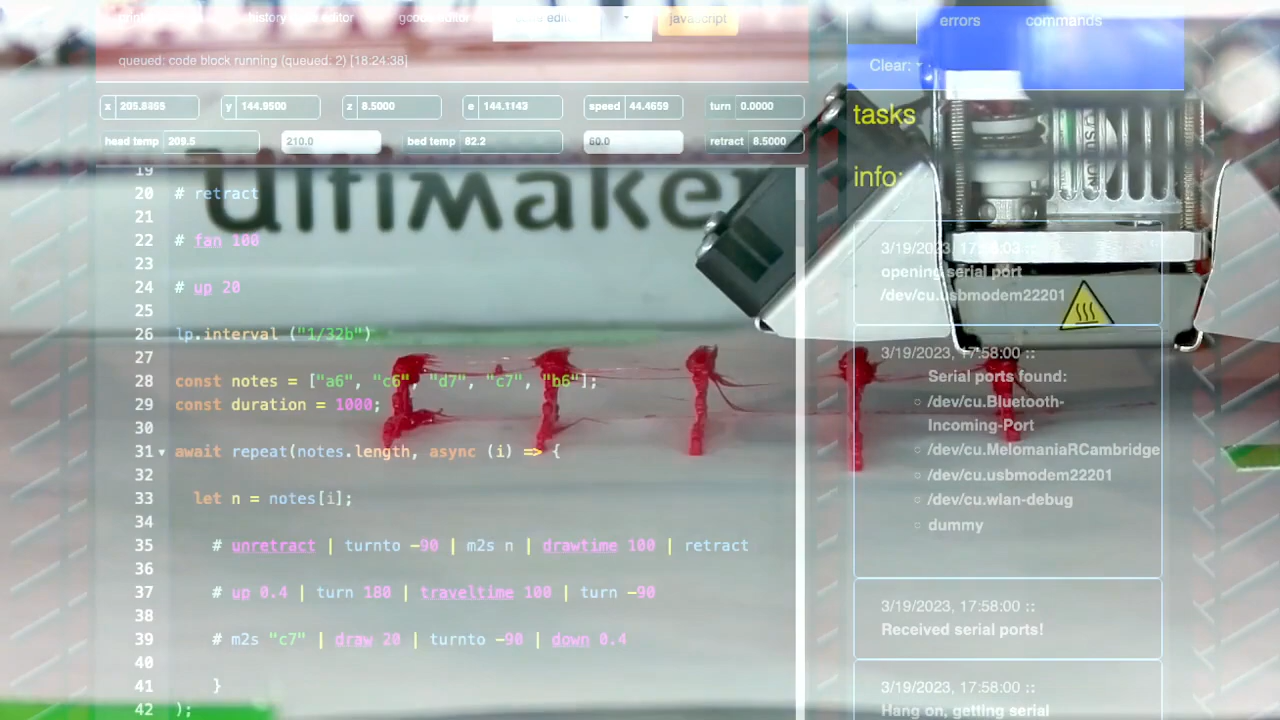 history code editor
gcode editor
code editor
javascript
errors
commands
queued: code block running (queued: 2) [18:24:38]
Clear:
x 205.8455
y 144.9500
z 8.5000
e 144.1143
speed 44.4659
turn 0.0000
head temp 209.5
210.0
bed temp 82.2
60.0
retract 8.5000
tasks
info:
Ultimaker
19
20 # retract
21
22 # fan 100
23
24 # up 20
25
26 lp.interval ("1/32b")
27
28 const notes = ["a6", "c6", "d7", "c7", "b6"];
29 const duration = 1000;
30
31 await repeat(notes.length, async (i) => {
32
33 let n = notes[i];
34
35 # unretract | turnto -90 | m2s n | drawtime 100 | retract
36
37 # up 0.4 | turn 180 | traveltime 100 | turn -90
38
39 # m2s "c7" | draw 20 | turnto -90 | down 0.4
40
41 }
42 );
3/19/2023, 17:58:03 ::
opening serial port
/dev/cu.usbmodem22201
3/19/2023, 17:58:00 ::
Serial ports found:
/dev/cu.Bluetooth-
Incoming-Port
/dev/cu.MelomaniaRCambridge
/dev/cu.usbmodem22201
/dev/cu.wlan-debug
dummy
3/19/2023, 17:58:00 ::
Received serial ports!
3/19/2023, 17:58:00 ::
Hang on, getting serial